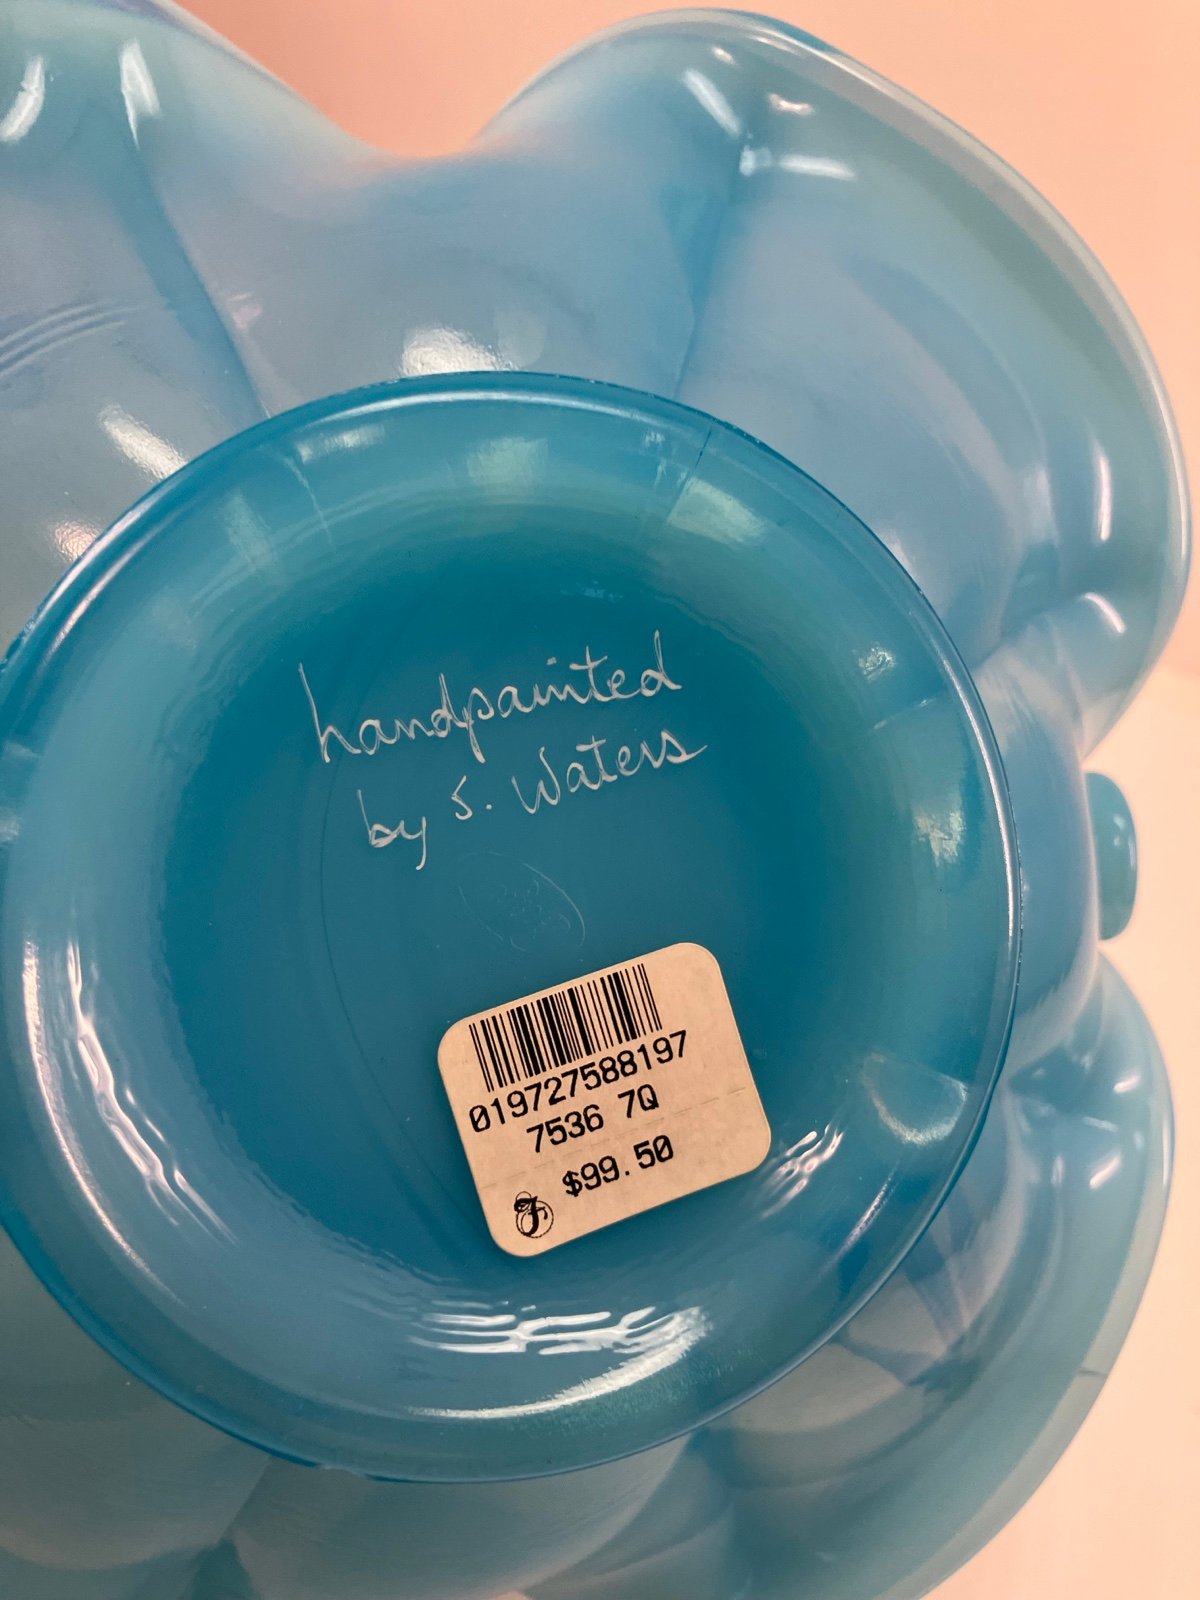 handpainted
by S. Waters
019727588197
7536 7Q
$99.50
F